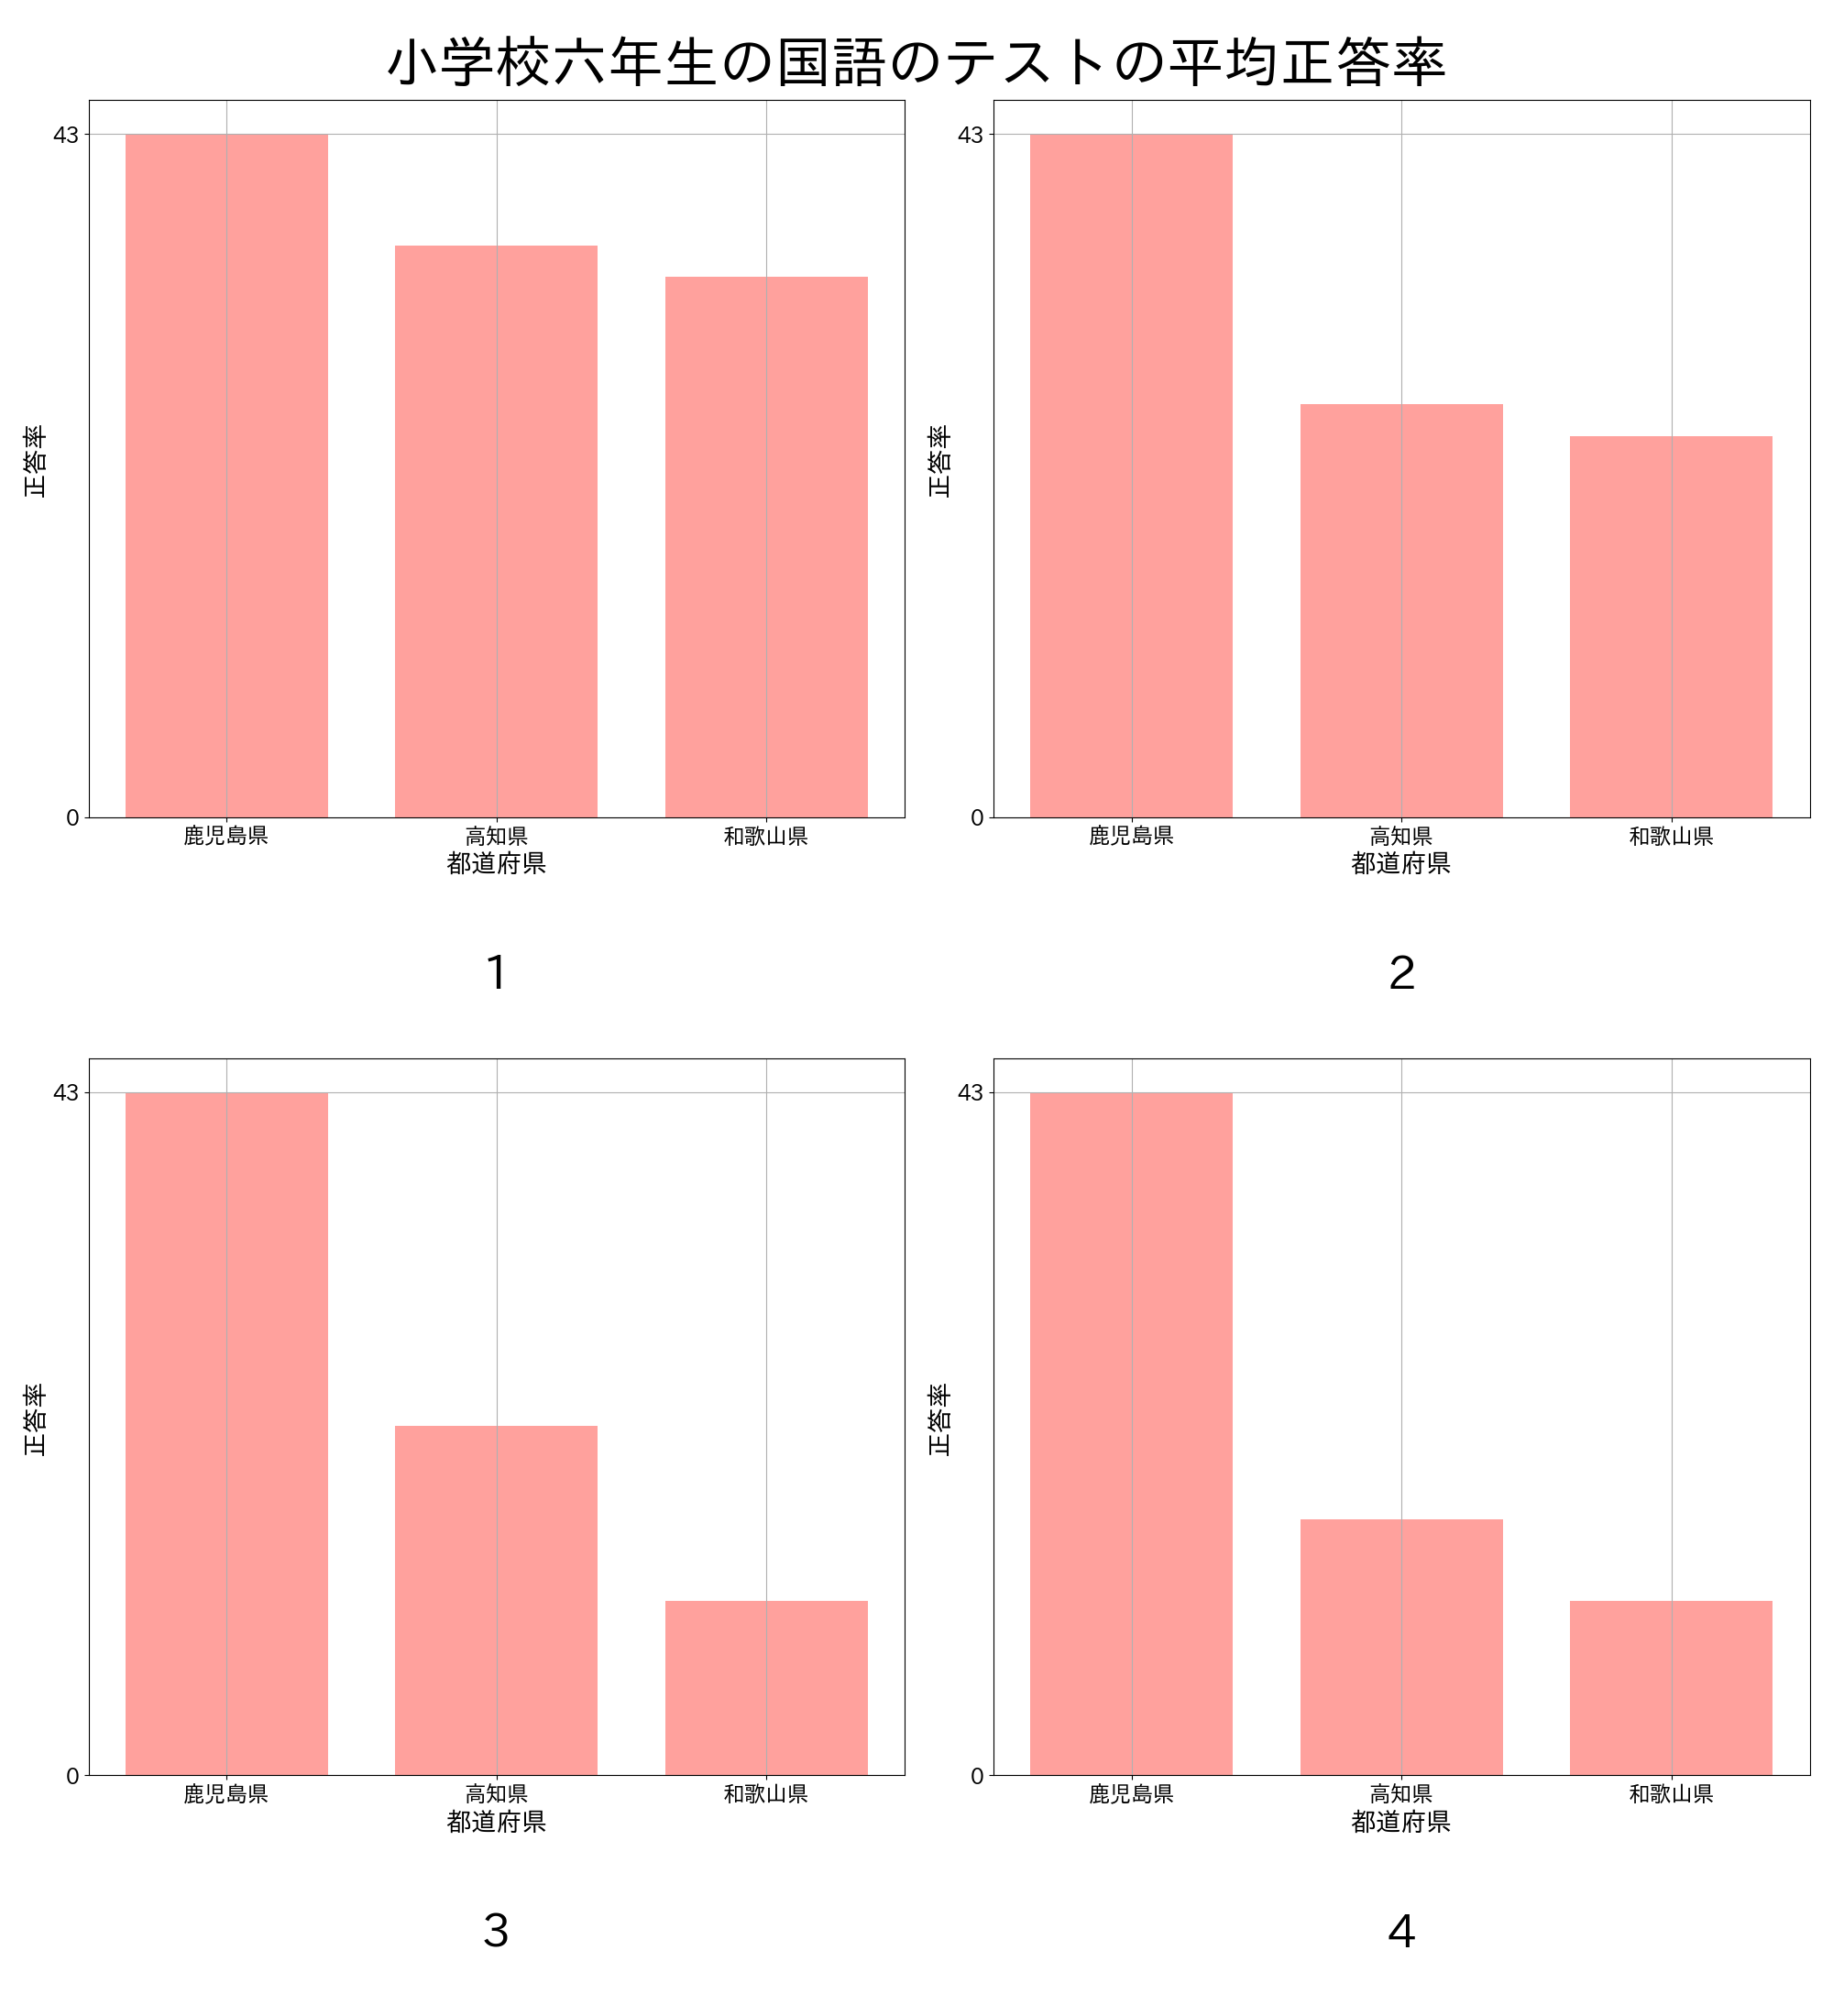 小学校六年生の国語のテストの平均正答率
43
0
正答率
鹿児島県 高知県 和歌山県
都道府県
1
43
0
正答率
鹿児島県 高知県 和歌山県
都道府県
2
43
0
正答率
鹿児島県 高知県 和歌山県
都道府県
3
43
0
正答率
鹿児島県 高知県 和歌山県
都道府県
4